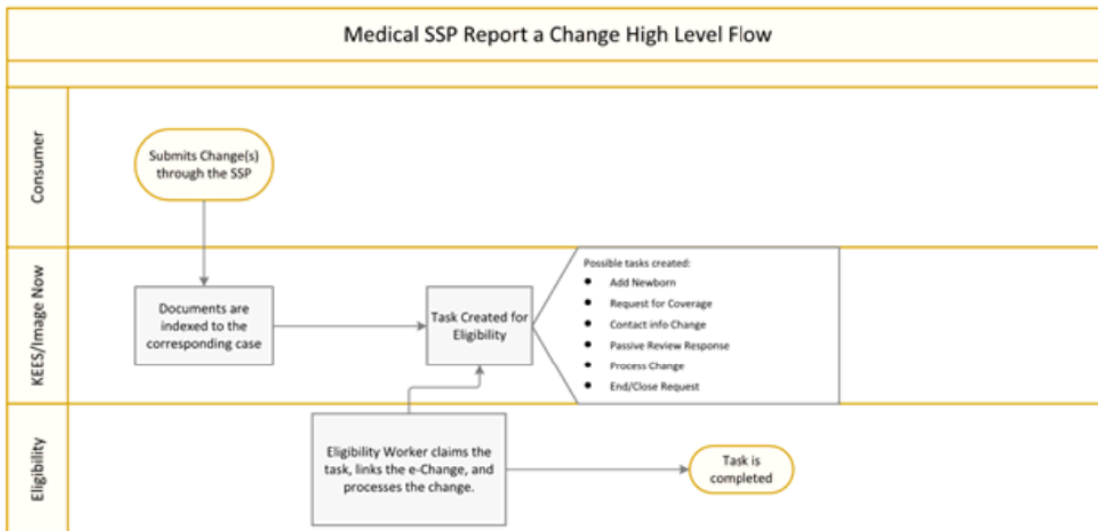 Medical SSP Report a Change High Level Flow
Consumer
Submits Change(s)
through the SSP
KEES/Image Now
Documents are
indexed to the
corresponding case
Task Created for
Eligibility
Possible tasks created:
● Add Newborn
● Request for Coverage
● Contact info Change
● Passive Review Response
● Process Change
● End/Close Request
Eligibility
Eligibility Worker claims the
task, links the e-Change, and
processes the change.
Task is
completed